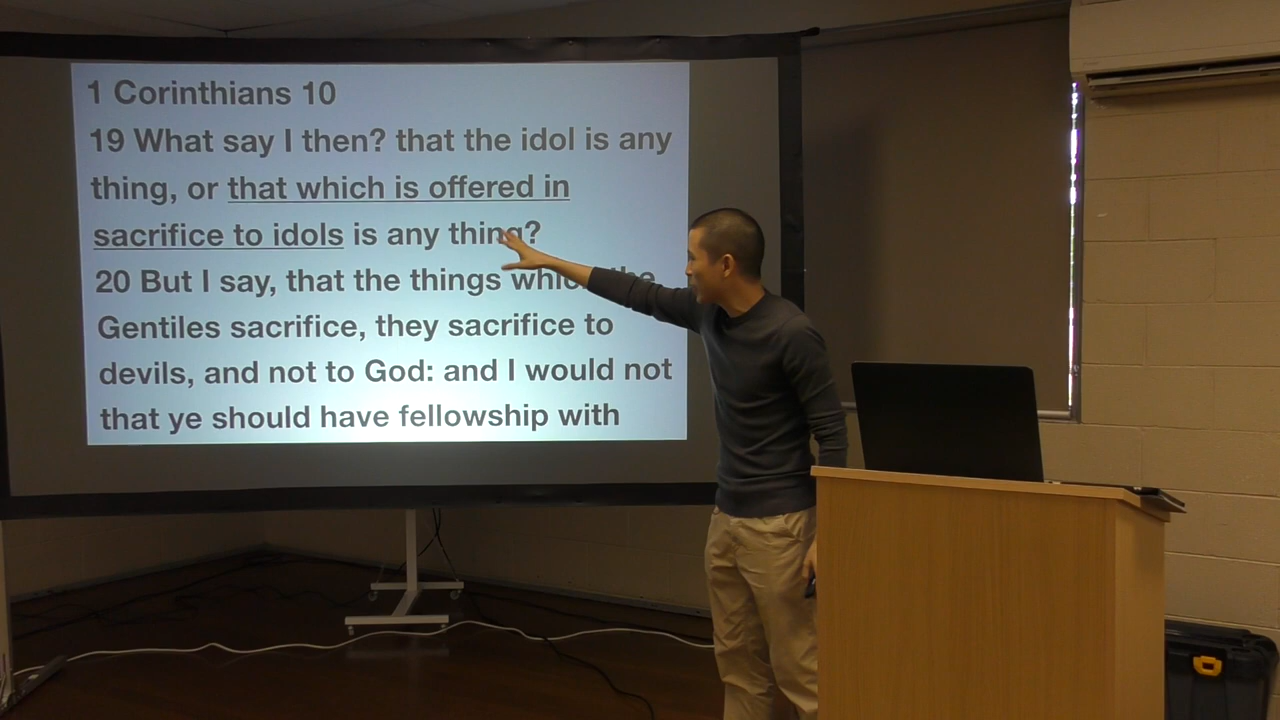 1 Corinthians 10
19 What say I then? that the idol is any
thing, or that which is offered in
sacrifice to idols is any thing?
20 But I say, that the things which the
Gentiles sacrifice, they sacrifice to
devils, and not to God: and I would not
that ye should have fellowship with